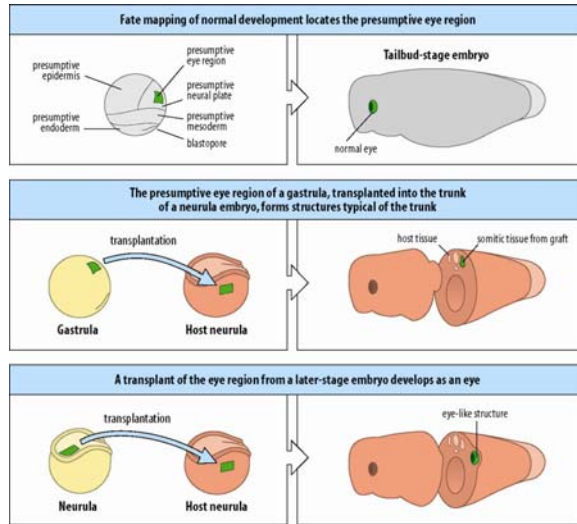 Fate mapping of normal development locates the presumptive eye region
presumptive
epidermis
presumptive
eye region
presumptive
neural plate
presumptive
endoderm
presumptive
mesoderm
blastopore
Tailbud-stage embryo
normal eye
The presumptive eye region of a gastrula, transplanted into the trunk
of a neurula embryo, forms structures typical of the trunk
transplantation
Gastrula
Host neurula
host tissue
somitic tissue from graft
A transplant of the eye region from a later-stage embryo develops as an eye
transplantation
Neurula
Host neurula
eye-like
structure